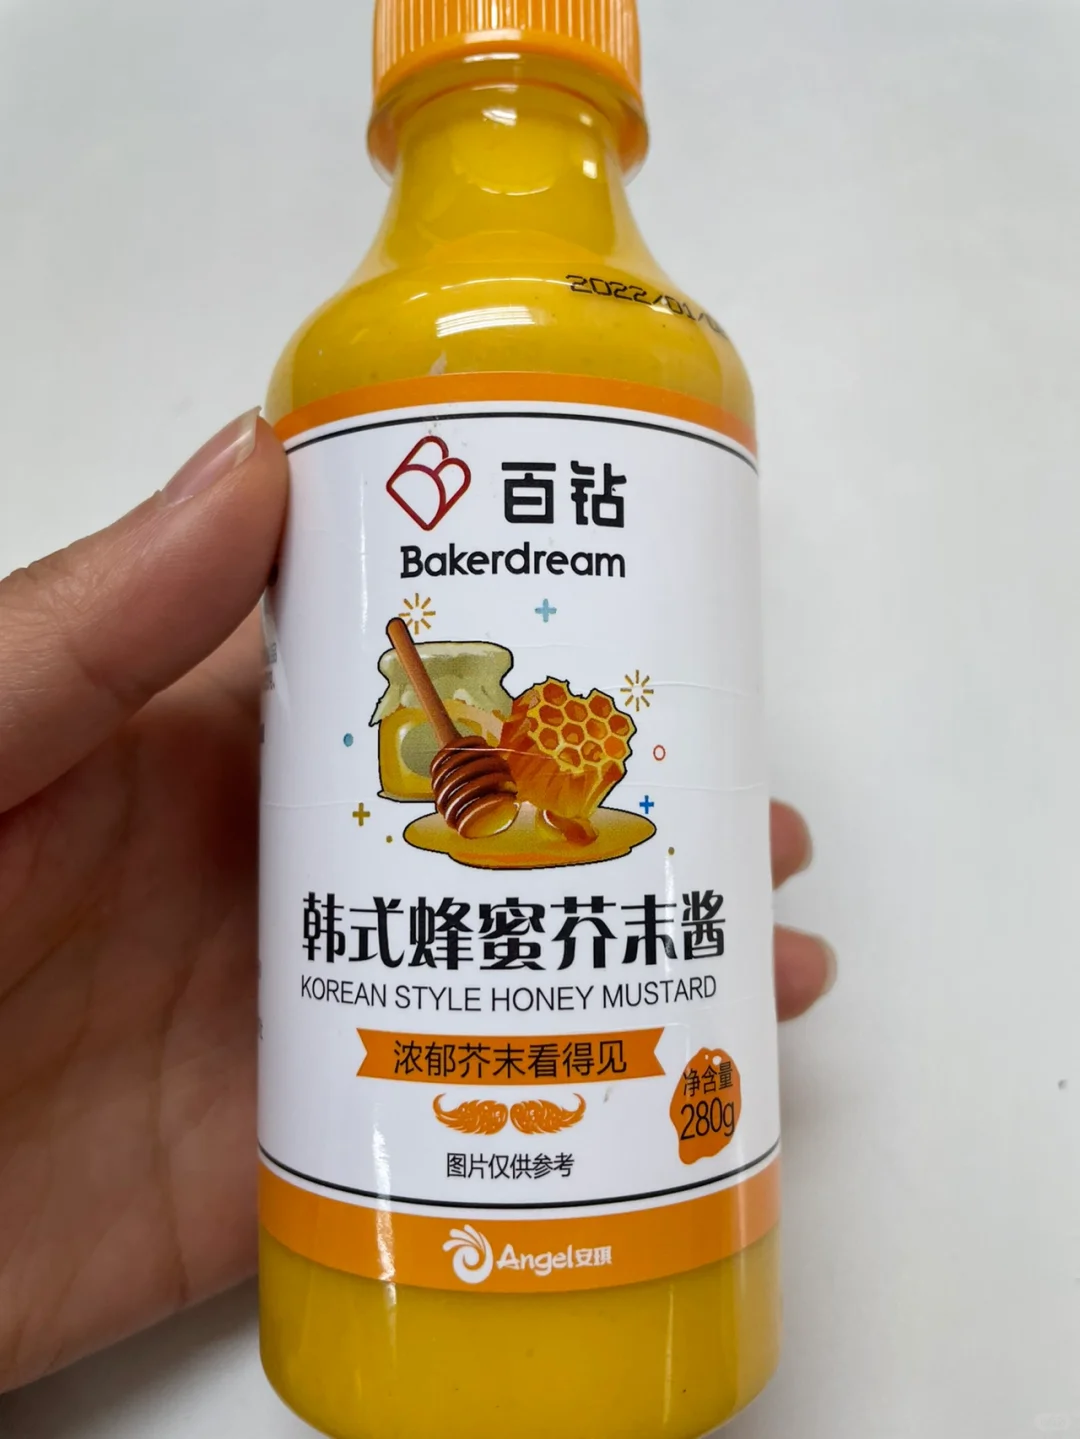 2022/01/0
百钻
Bakerdream
韩式蜂蜜芥末酱
KOREAN STYLE HONEY MUSTARD
浓郁芥末看得见
净含量
280g
图片仅供参考
Angel安琪